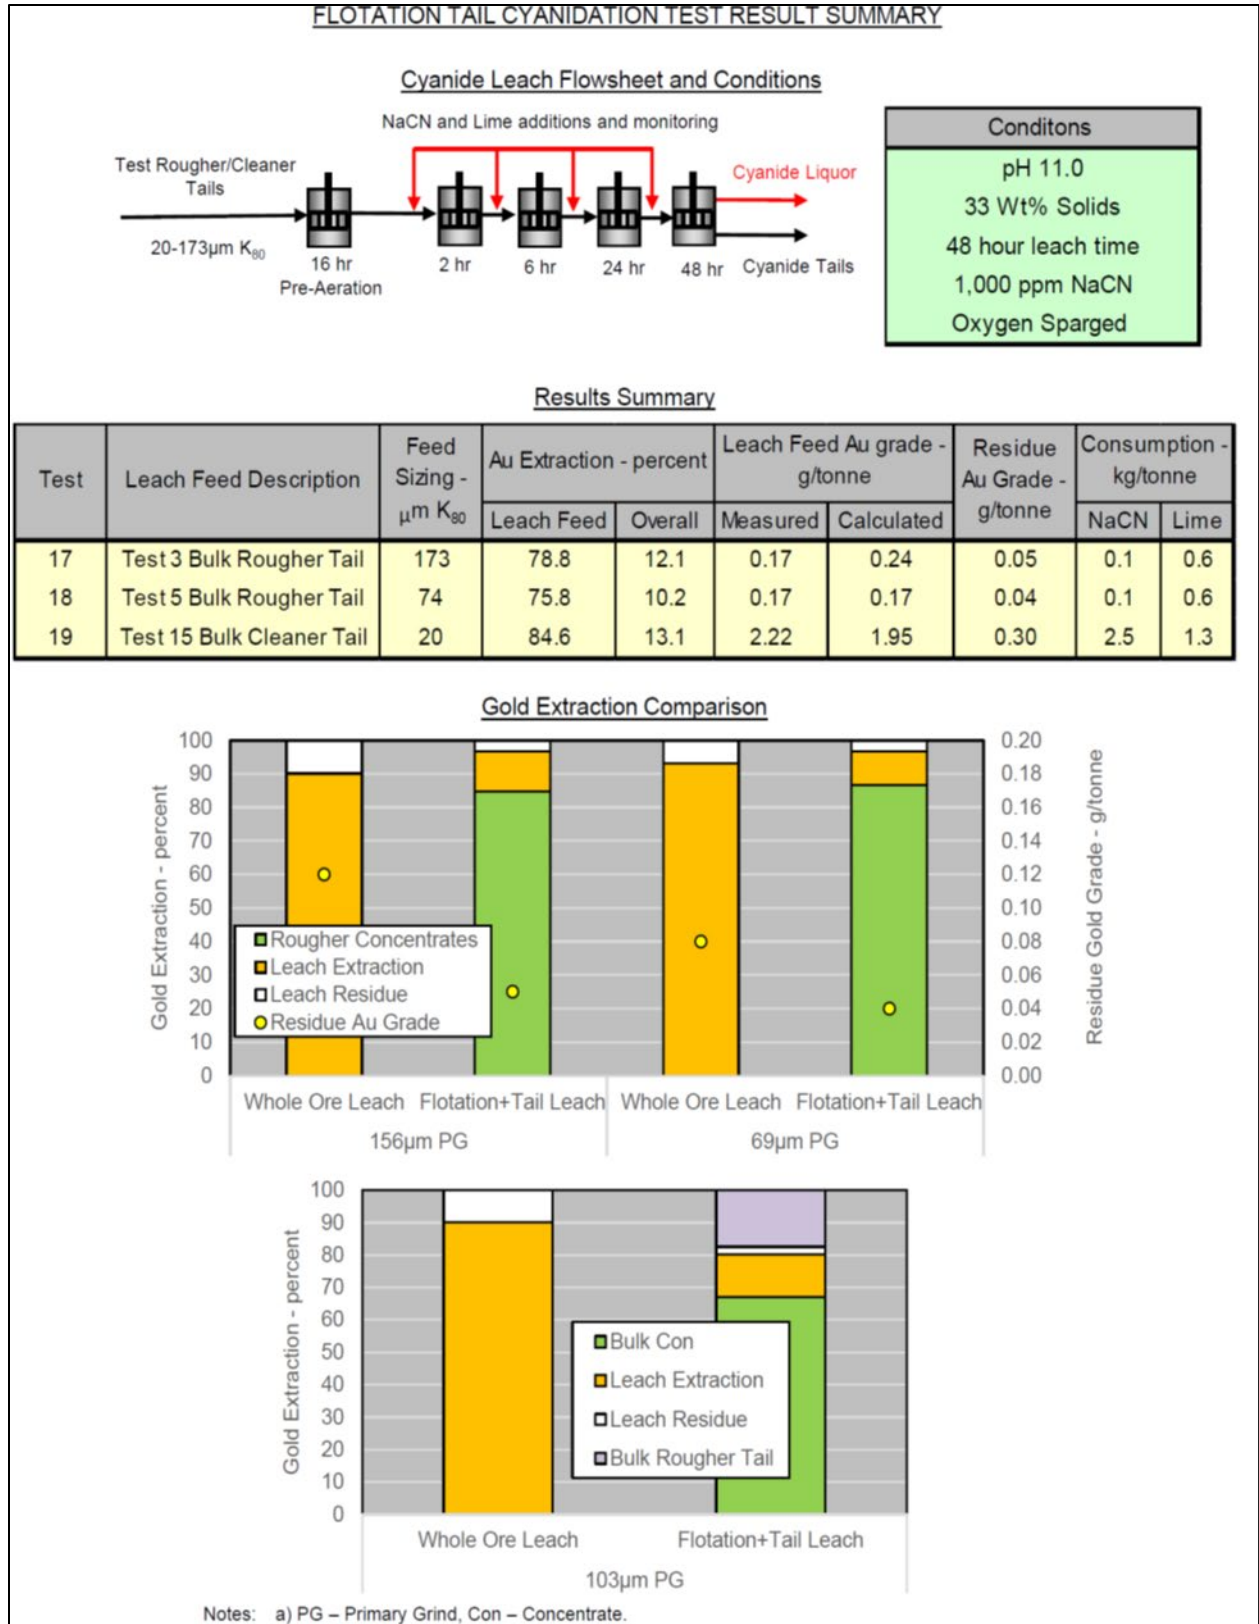 FLOTATION TAIL CYANIDATION TEST RESULT SUMMARY
Cyanide Leach Flowsheet and Conditions
NaCN and Lime additions and monitoring
Test Rougher/Cleaner
Tails
20-173µm K80
16 hr
Pre-Aeration
2 hr
6 hr
24 hr
48 hr
Cyanide Liquor
Cyanide Tails
Conditons
pH 11.0
33 Wt% Solids
48 hour leach time
1,000 ppm NaCN
Oxygen Sparged
Results Summary
Test Leach Feed Description Feed Sizing - µm K80 Au Extraction - percent Leach Feed Au grade - g/tonne Residue Au Grade - g/tonne Consumption - kg/tonne
Leach Feed Overall Measured Calculated NaCN Lime
17 Test 3 Bulk Rougher Tail 173 78.8 12.1 0.17 0.24 0.05 0.1 0.6
18 Test 5 Bulk Rougher Tail 74 75.8 10.2 0.17 0.17 0.04 0.1 0.6
19 Test 15 Bulk Cleaner Tail 20 84.6 13.1 2.22 1.95 0.30 2.5 1.3
Gold Extraction Comparison
Gold Extraction - percent
100
90
80
70
60
50
40
30
20
10
0
Rougher Concentrates
Leach Extraction
Leach Residue
Residue Au Grade
0.20
0.18
0.16
0.14
0.12
0.10
0.08
0.06
0.04
0.02
0.00
Residue Gold Grade - g/tonne
Whole Ore Leach Flotation+Tail Leach Whole Ore Leach Flotation+Tail Leach
156µm PG 69µm PG
Gold Extraction - percent
100
90
80
70
60
50
40
30
20
10
0
Bulk Con
Leach Extraction
Leach Residue
Bulk Rougher Tail
Whole Ore Leach Flotation+Tail Leach
103µm PG
Notes: a) PG – Primary Grind, Con – Concentrate.